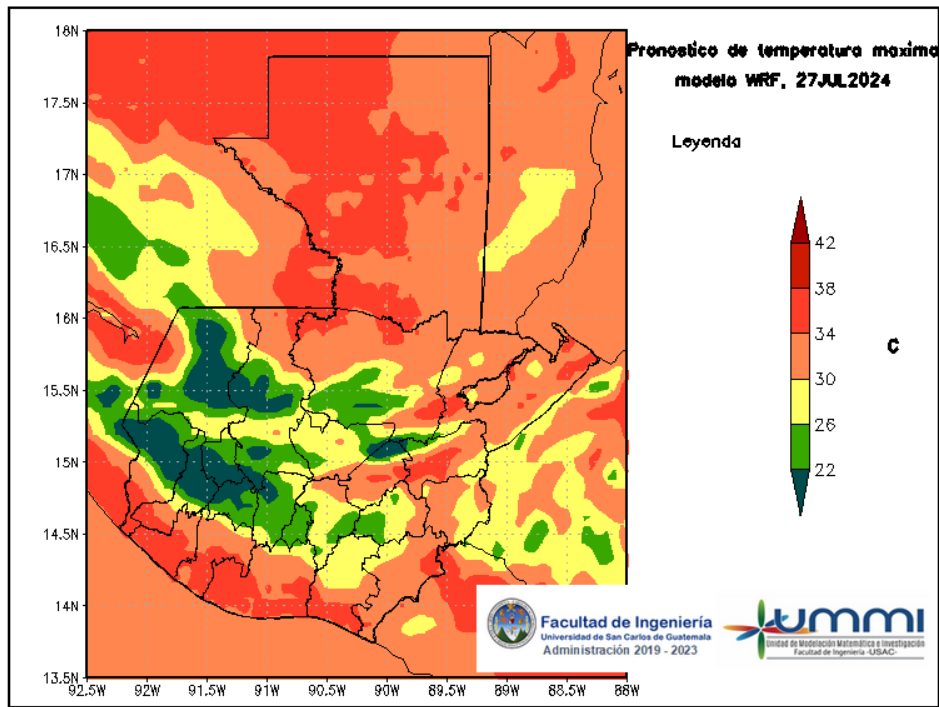 Pronostico de temperatura maxima
modelo WRF, 27JUL2024
Leyenda
42
38
34
30
26
22
C
18N
17.5N
17N
16.5N
16N
15.5N
15N
14.5N
14N
13.5N
92.5W 92W 91.5W 91W 90.5W 90W 89.5W 89W 88.5W 88W
Facultad de Ingeniería
Universidad de San Carlos de Guatemala
Administración 2019 - 2023
ummi
Unidad de Modelación Matemática e Investigación
Facultad de Ingeniería -USAC-